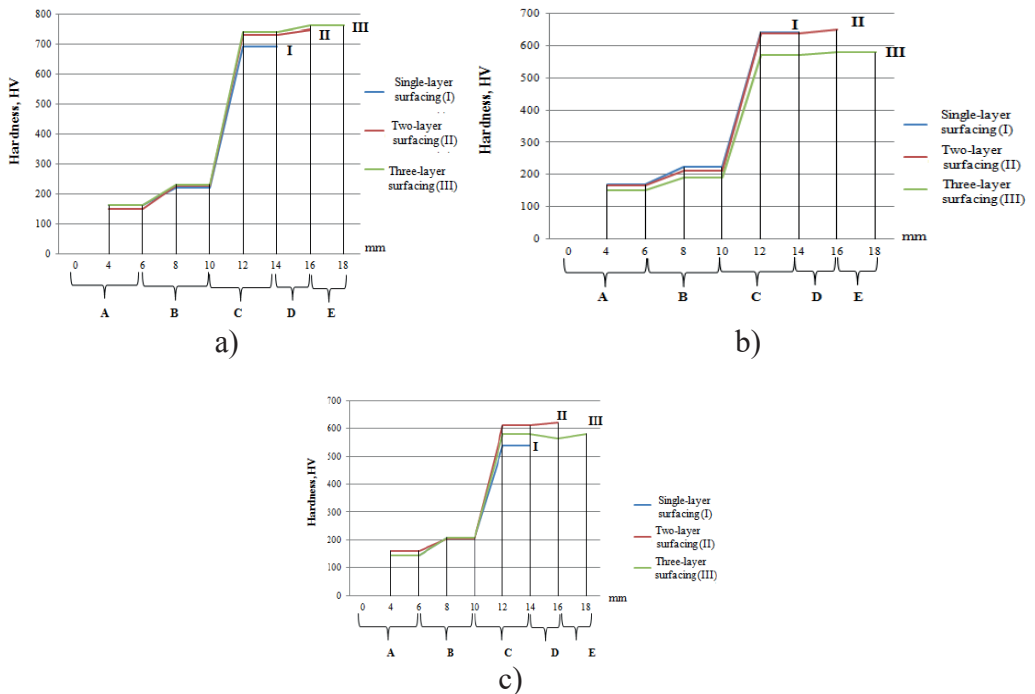 800
700
600
500
400
300
200
100
0
Hardness, HV
0 4 6 8 10 12 14 16 18
mm
A B C D E
I
II
III
Single-layer
surfacing (I)
Two-layer
surfacing (II)
Three-layer
surfacing (III)
a)
700
600
500
400
300
200
100
0
Hardness, HV
0 4 6 8 10 12 14 16 18
mm
A B C D E
I
II
III
Single-layer
surfacing (I)
Two-layer
surfacing (II)
Three-layer
surfacing (III)
b)
700
600
500
400
300
200
100
0
Hardness,HV
0 4 6 8 10 12 14 16 18
mm
A B C D E
I
II
III
Single-layer
surfacing (I)
Two-layer
surfacing (II)
Three-layer
surfacing (III)
c)